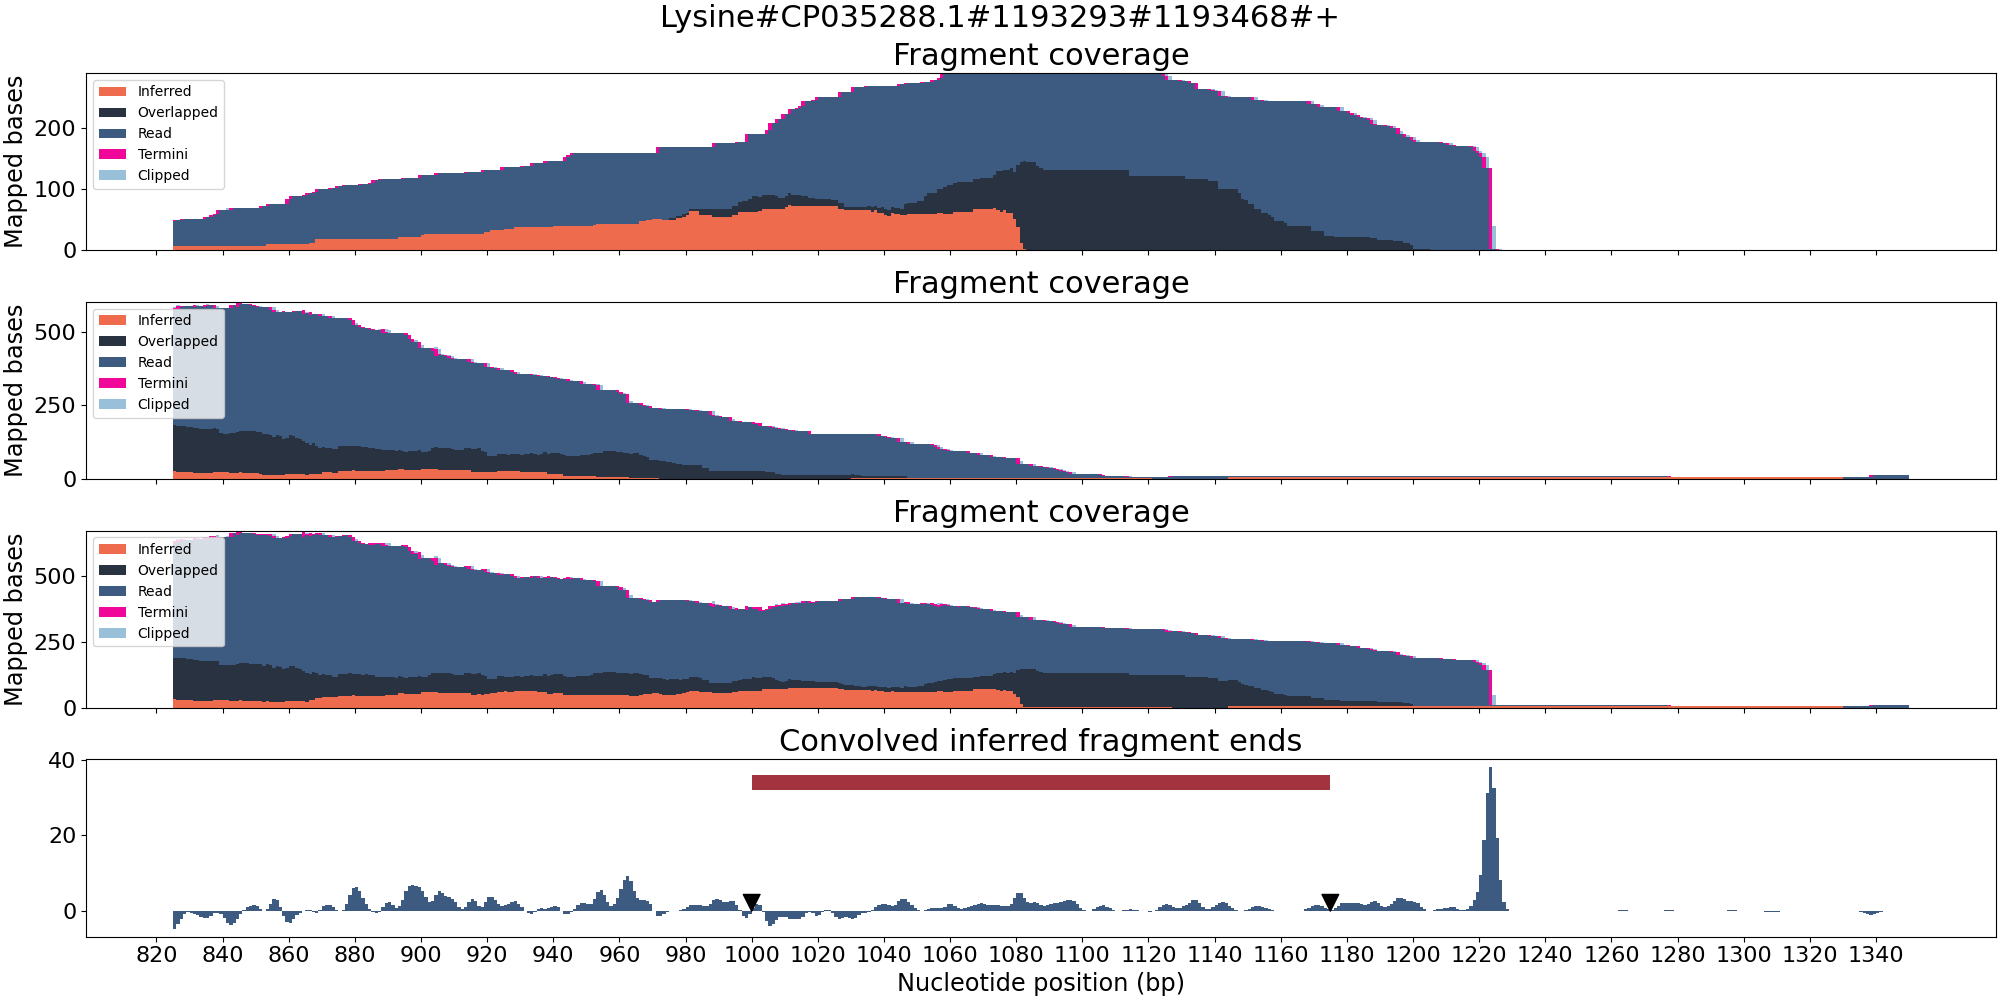 Lysine#CP035288.1#1193293#1193468#+
Fragment coverage
Mapped bases
200
100
0
Inferred
Overlapped
Read
Termini
Clipped
Fragment coverage
Mapped bases
500
250
0
Inferred
Overlapped
Read
Termini
Clipped
Fragment coverage
Mapped bases
500
250
0
Inferred
Overlapped
Read
Termini
Clipped
Convolved inferred fragment ends
40
20
0
820 840 860 880 900 920 940 960 980 1000 1020 1040 1060 1080 1100 1120 1140 1160 1180 1200 1220 1240 1260 1280 1300 1320 1340
Nucleotide position (bp)